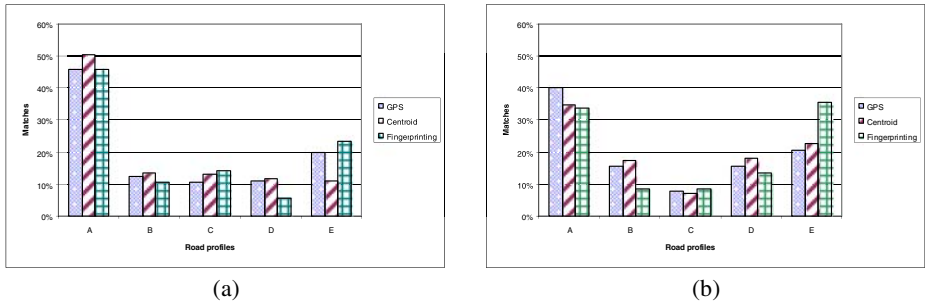 60%
50%
40%
30%
20%
10%
0%
Matches
A B C D E
Road profiles
GPS
Centroid
Fingerprinting
(a)
60%
50%
40%
30%
20%
10%
0%
Matches
A B C D E
Road profiles
GPS
Centroid
Fingerprinting
(b)